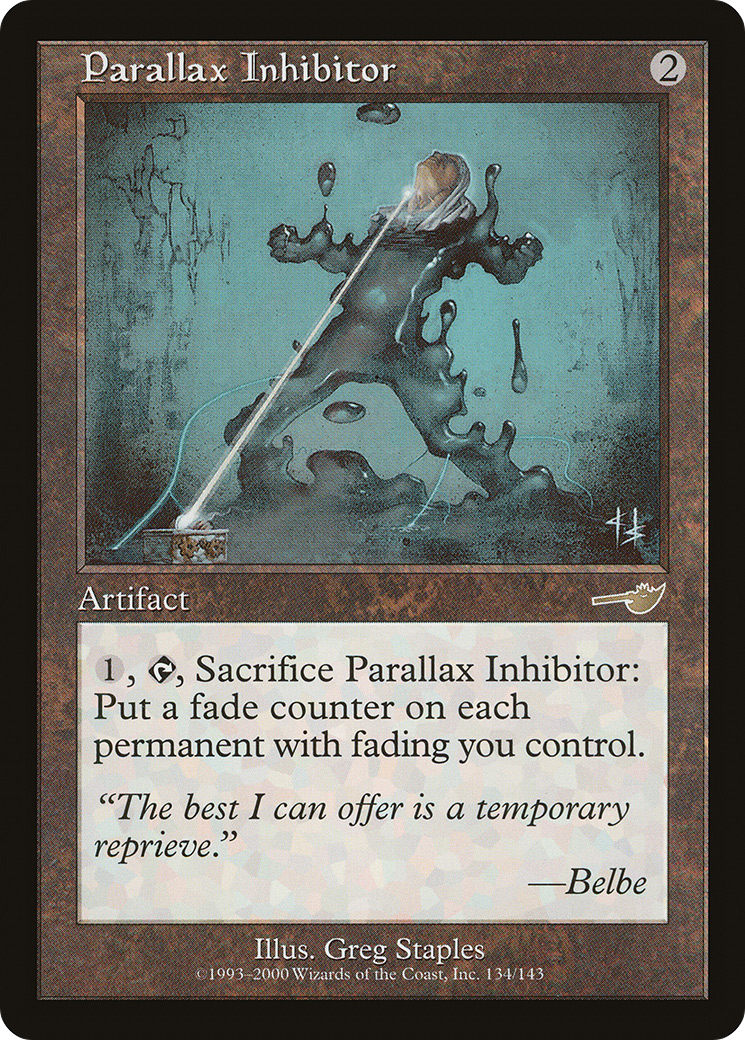 Parallax Inhibitor 2
Artifact
1, , Sacrifice Parallax Inhibitor:
Put a fade counter on each
permanent with fading you control.
“The best I can offer is a temporary
reprieve.”
—Belbe
Illus. Greg Staples
©1993–2000 Wizards of the Coast, Inc. 134/143